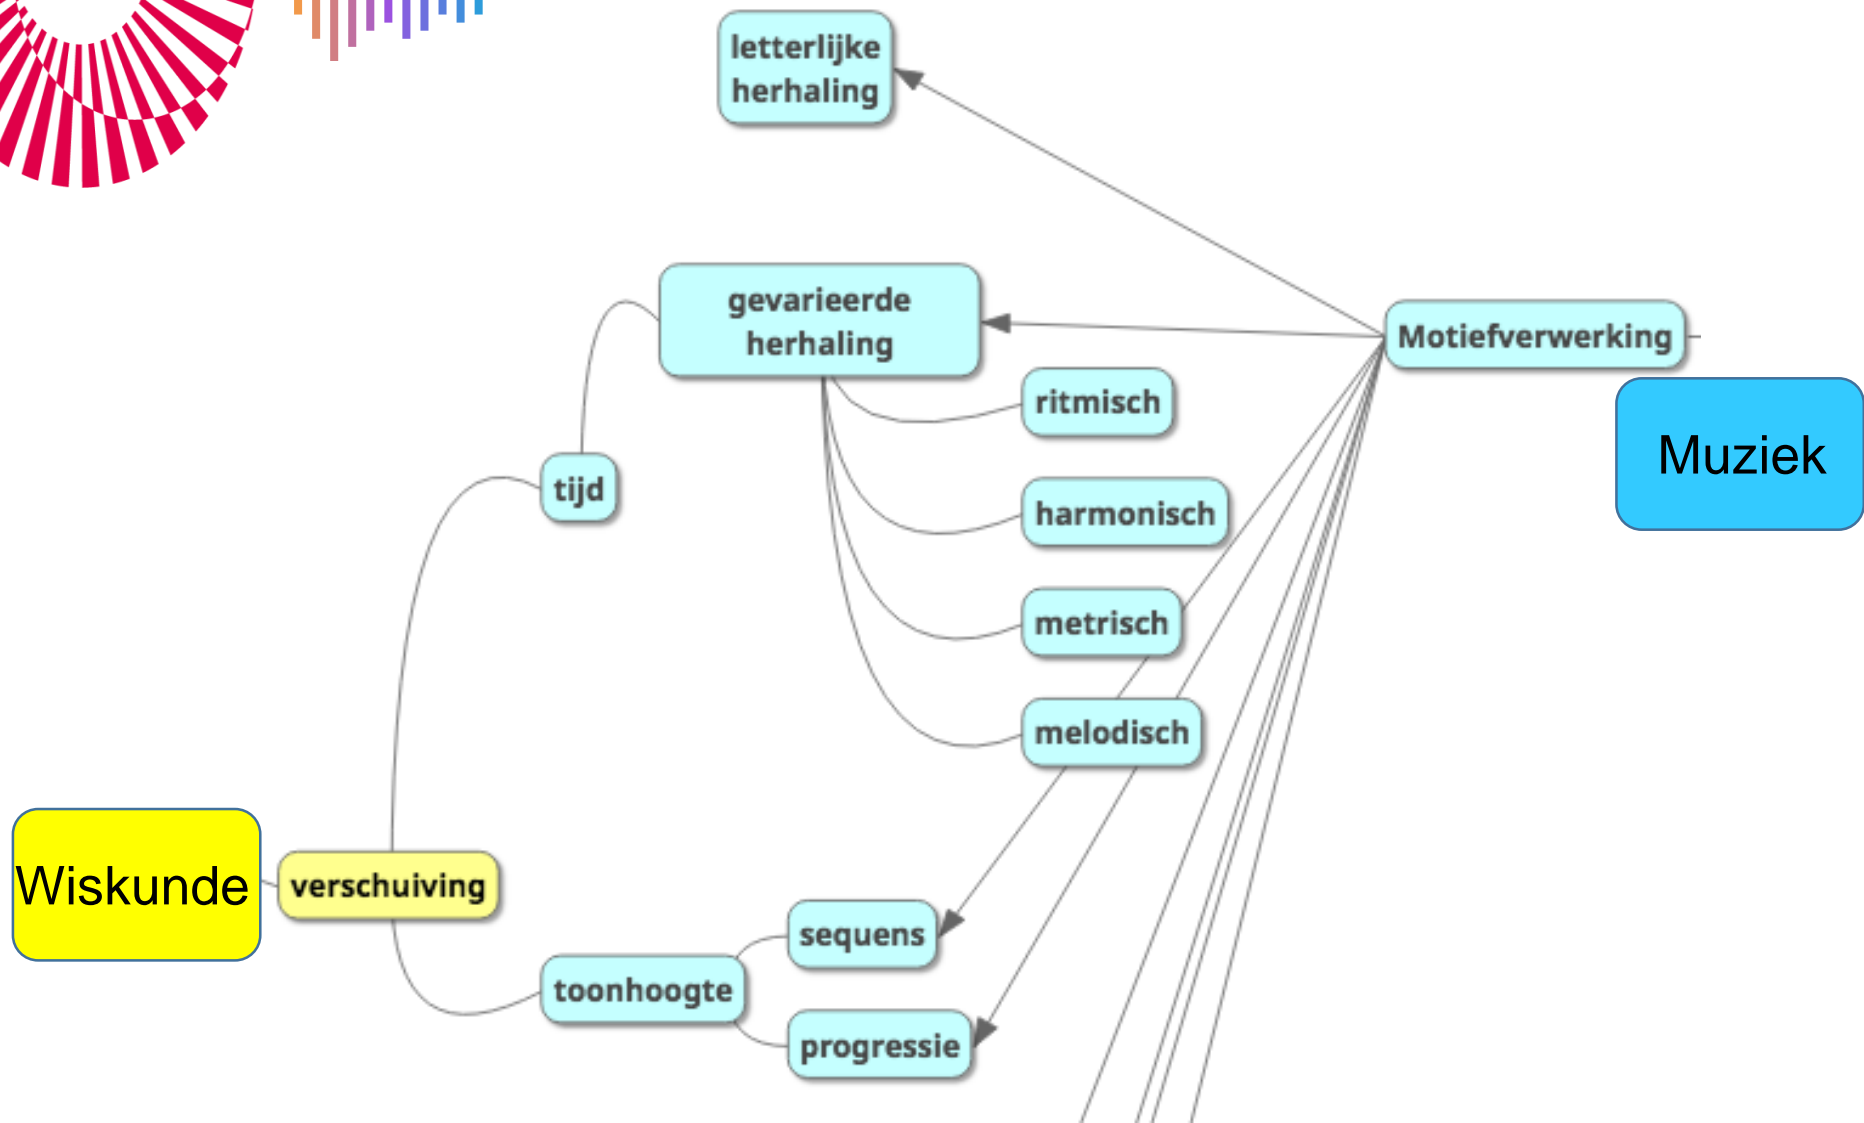 letterlijke
herhaling
gevarieerde
herhaling
Motiefverwerking
ritmisch
Muziek
tijd
harmonisch
metrisch
melodisch
Wiskunde
verschuiving
sequens
toonhoogte
progressie